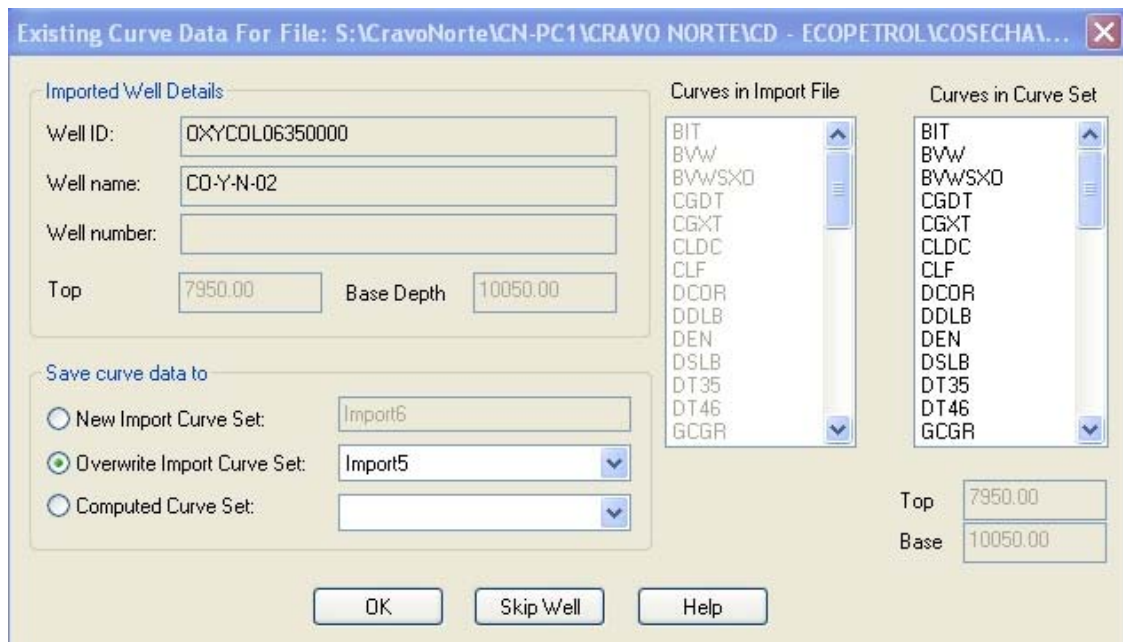 Existing Curve Data For File: S:\CravoNorte\CN-PC1\CRAVO NORTE\CD - ECOPETROL\COSECHA\...
Imported Well Details
Well ID: OXYCOL06350000
Well name: CO-Y-N-02
Well number:
Top 7950.00 Base Depth 10050.00
Save curve data to
New Import Curve Set: Import6
Overwrite Import Curve Set: Import5
Computed Curve Set:
Curves in Import File
BIT
BVW
BVWSXO
CGDT
CGXT
CLDC
CLF
DCOR
DDLB
DEN
DSLB
DT35
DT46
GCGR
Curves in Curve Set
BIT
BVW
BVWSXO
CGDT
CGXT
CLDC
CLF
DCOR
DDLB
DEN
DSLB
DT35
DT46
GCGR
Top 7950.00
Base 10050.00
OK Skip Well Help